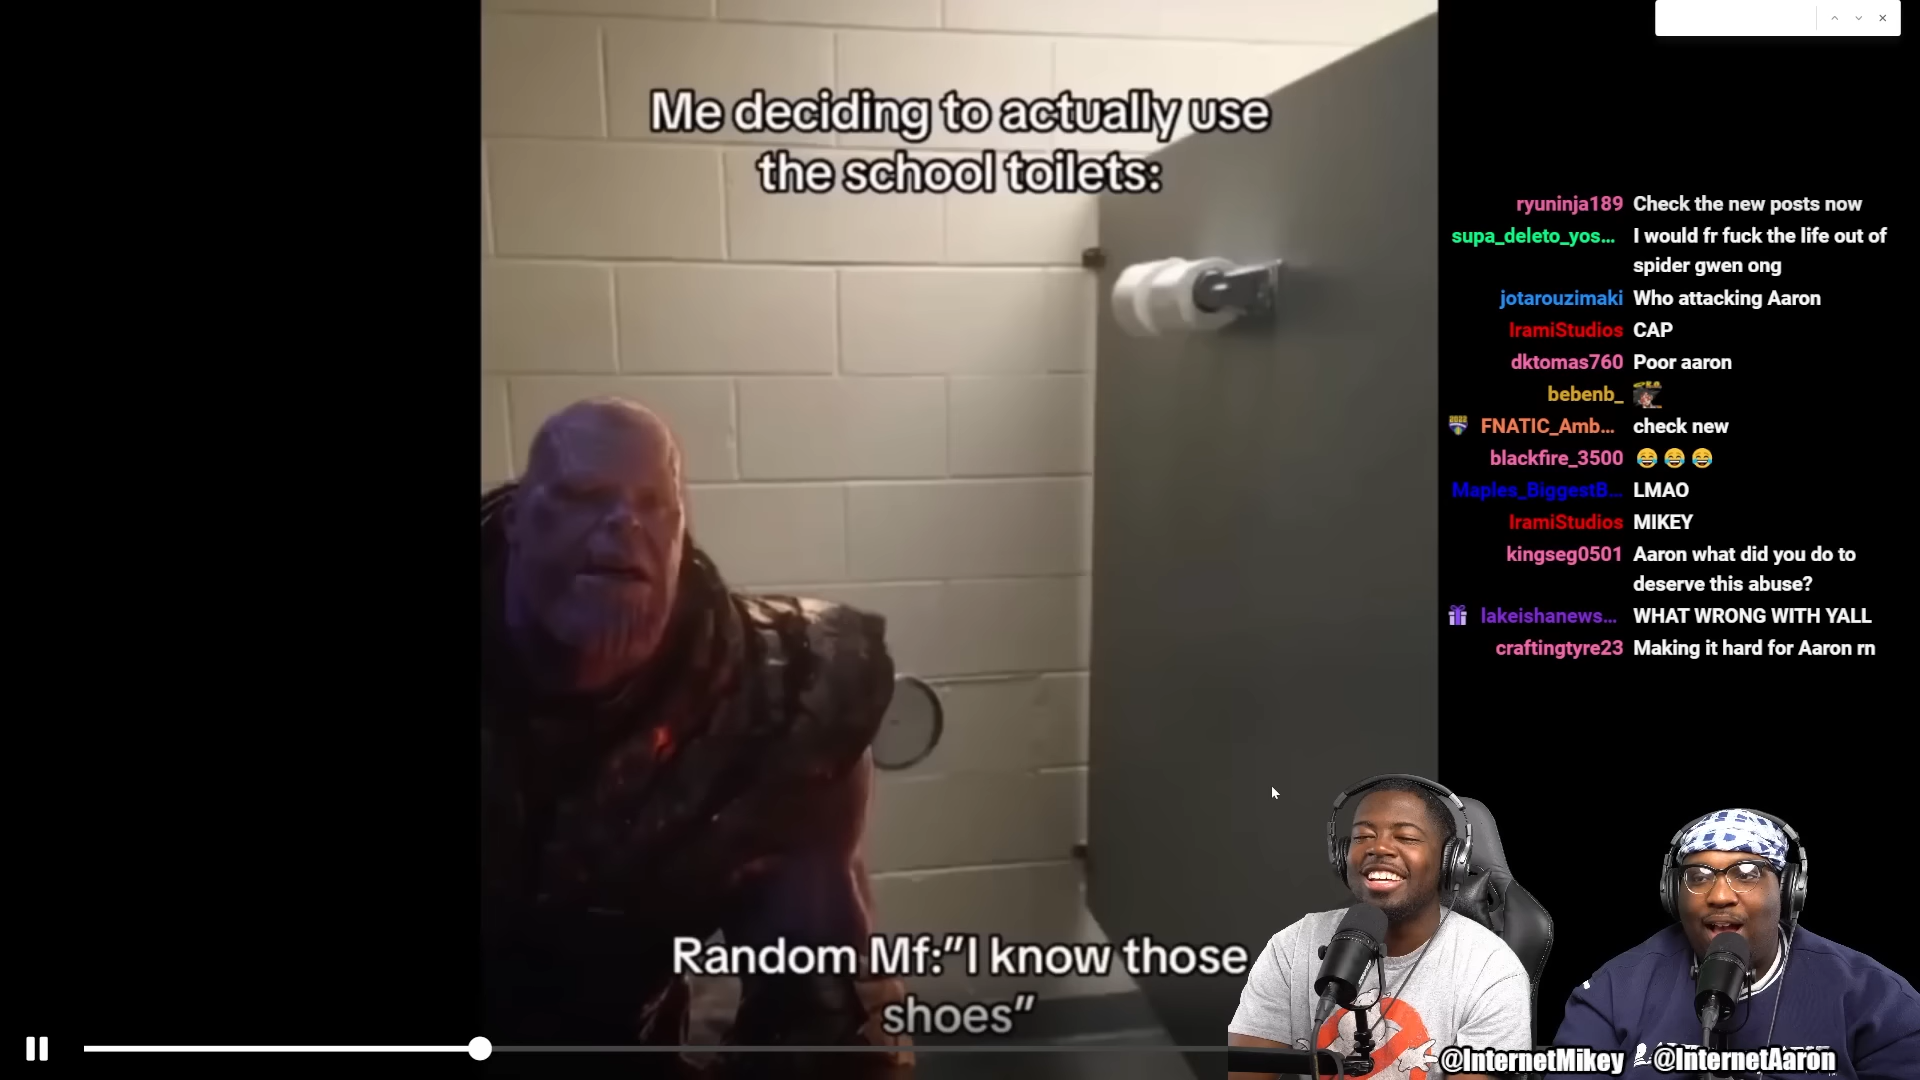 Me deciding to actually use
the school toilets:
ryuninja189 Check the new posts now
supa_deleto_yos... I would fr fuck the life out of
spider gwen ong
jotarouzimaki Who attacking Aaron
IramiStudios CAP
dktomas760 Poor aaron
bebenb_
FNATIC_Amb... check new
blackfire_3500 😂 😂 😂
Maples_BiggestB... LMAO
IramiStudios MIKEY
kingseg0501 Aaron what did you do to
deserve this abuse?
lakeishanews... WHAT WRONG WITH YALL
craftingtyre23 Making it hard for Aaron rn
Random Mf:"I know those
shoes"
@InternetMikey
@InternetAaron